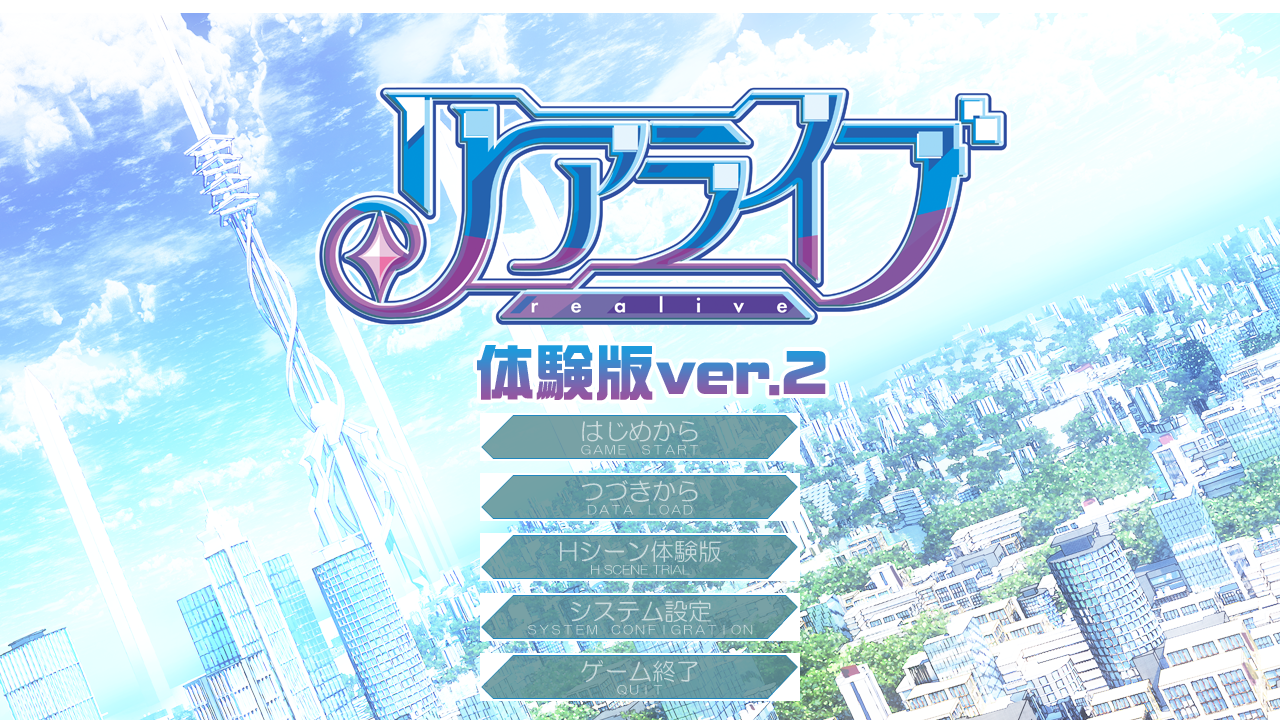 リアライブ
realive
体験版ver.2
はじめから
GAME START
つづきから
DATA LOAD
Hシーン体験版
H SCENE TRIAL
システム設定
SYSTEM CONFIGRATION
ゲーム終了
QUIT